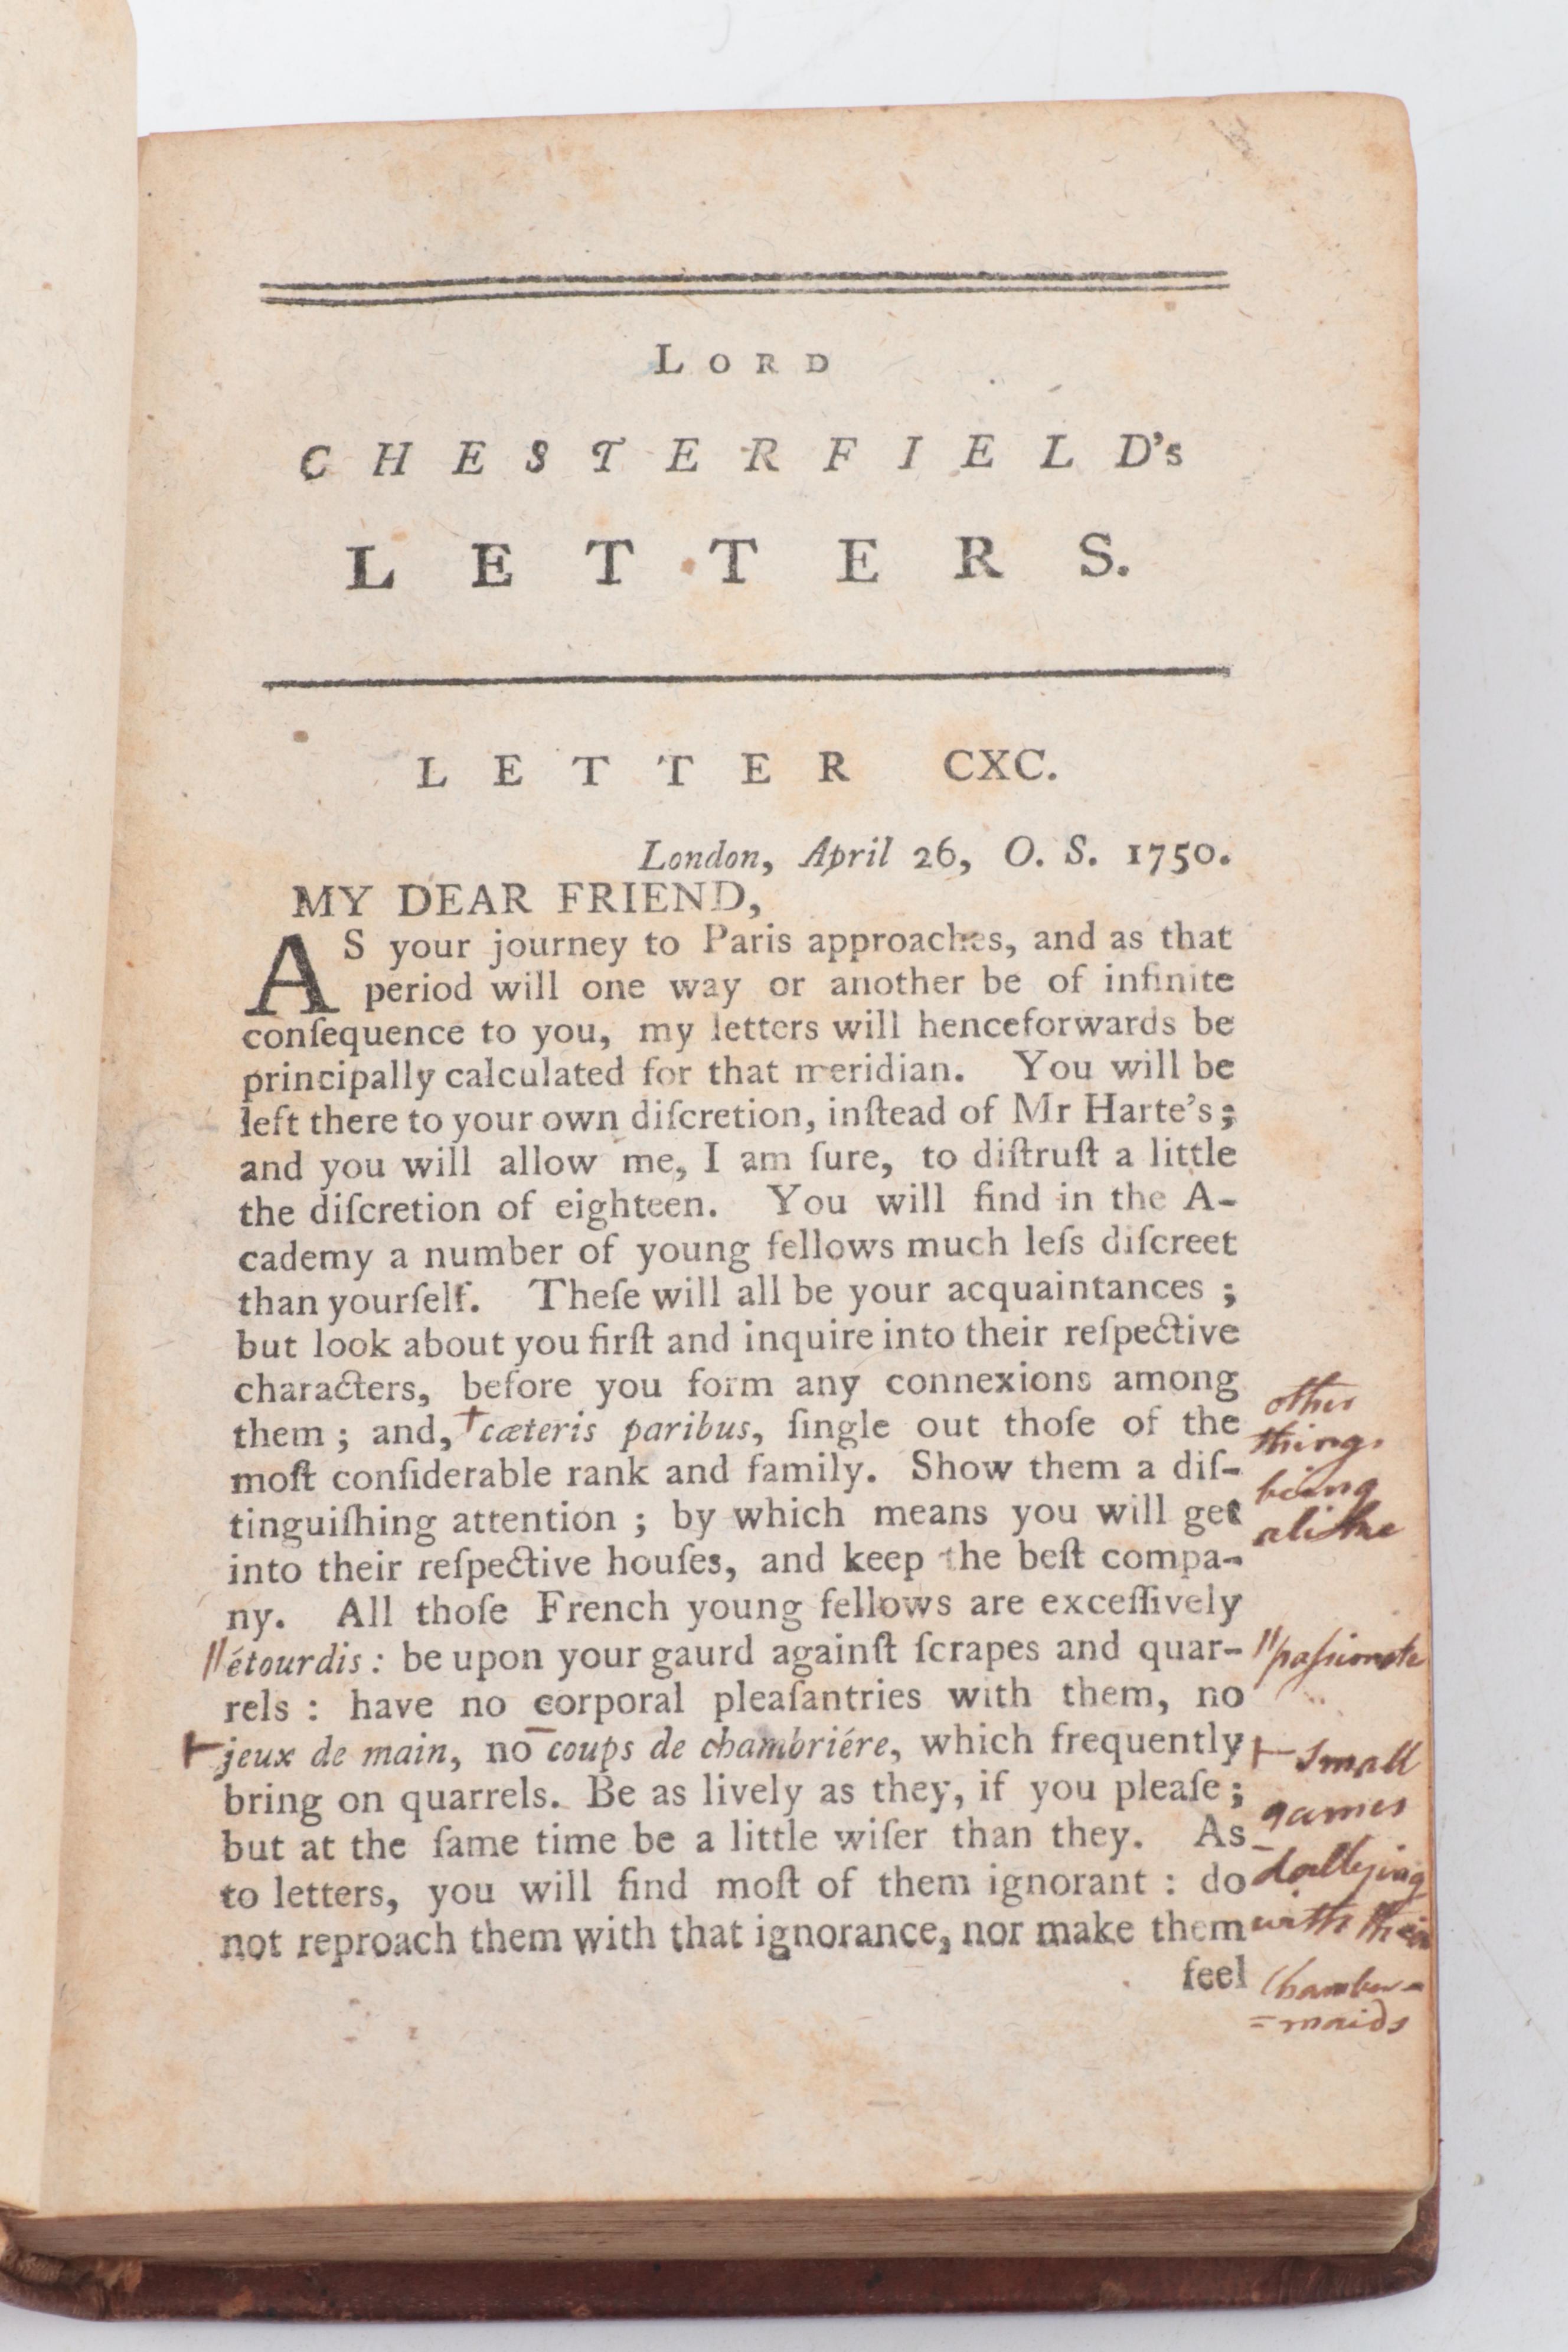 LORD
CHESTERFIELD's
LETTERS.
LETTER CXC.
London, April 26, O. S. 1750.
MY DEAR FRIEND,
AS your journey to Paris approaches, and as that
period will one way or another be of infinite
conſequence to you, my letters will henceforwards be
principally calculated for that meridian. You will be
left there to your own diſcretion, inſtead of Mr Harte's;
and you will allow me, I am ſure, to diſtruſt a little
the diſcretion of eighteen. You will find in the A-
cademy a number of young fellows much leſs diſcreet
than yourſelf. Theſe will all be your acquaintances ;
but look about you firſt and inquire into their reſpective
characters, before you form any connexions among
them ; and, †cæteris paribus, ſingle out thoſe of the
moſt conſiderable rank and family. Show them a diſ-
tinguiſhing attention ; by which means you will get
into their reſpective houſes, and keep the beſt compa-
ny. All thoſe French young fellows are exceſſively
"étourdis : be upon your gaurd againſt ſcrapes and quar-
rels : have no corporal pleaſantries with them, no
⊢jeux de main, no coups de chambriére, which frequently
bring on quarrels. Be as lively as they, if you pleaſe ;
but at the ſame time be a little wiſer than they. As
to letters, you will find moſt of them ignorant : do
not reproach them with that ignorance, nor make them
feel
other
things
being
alike
"paſsionate
⊢ small
games
dallying
with their
Chamber=
=maids